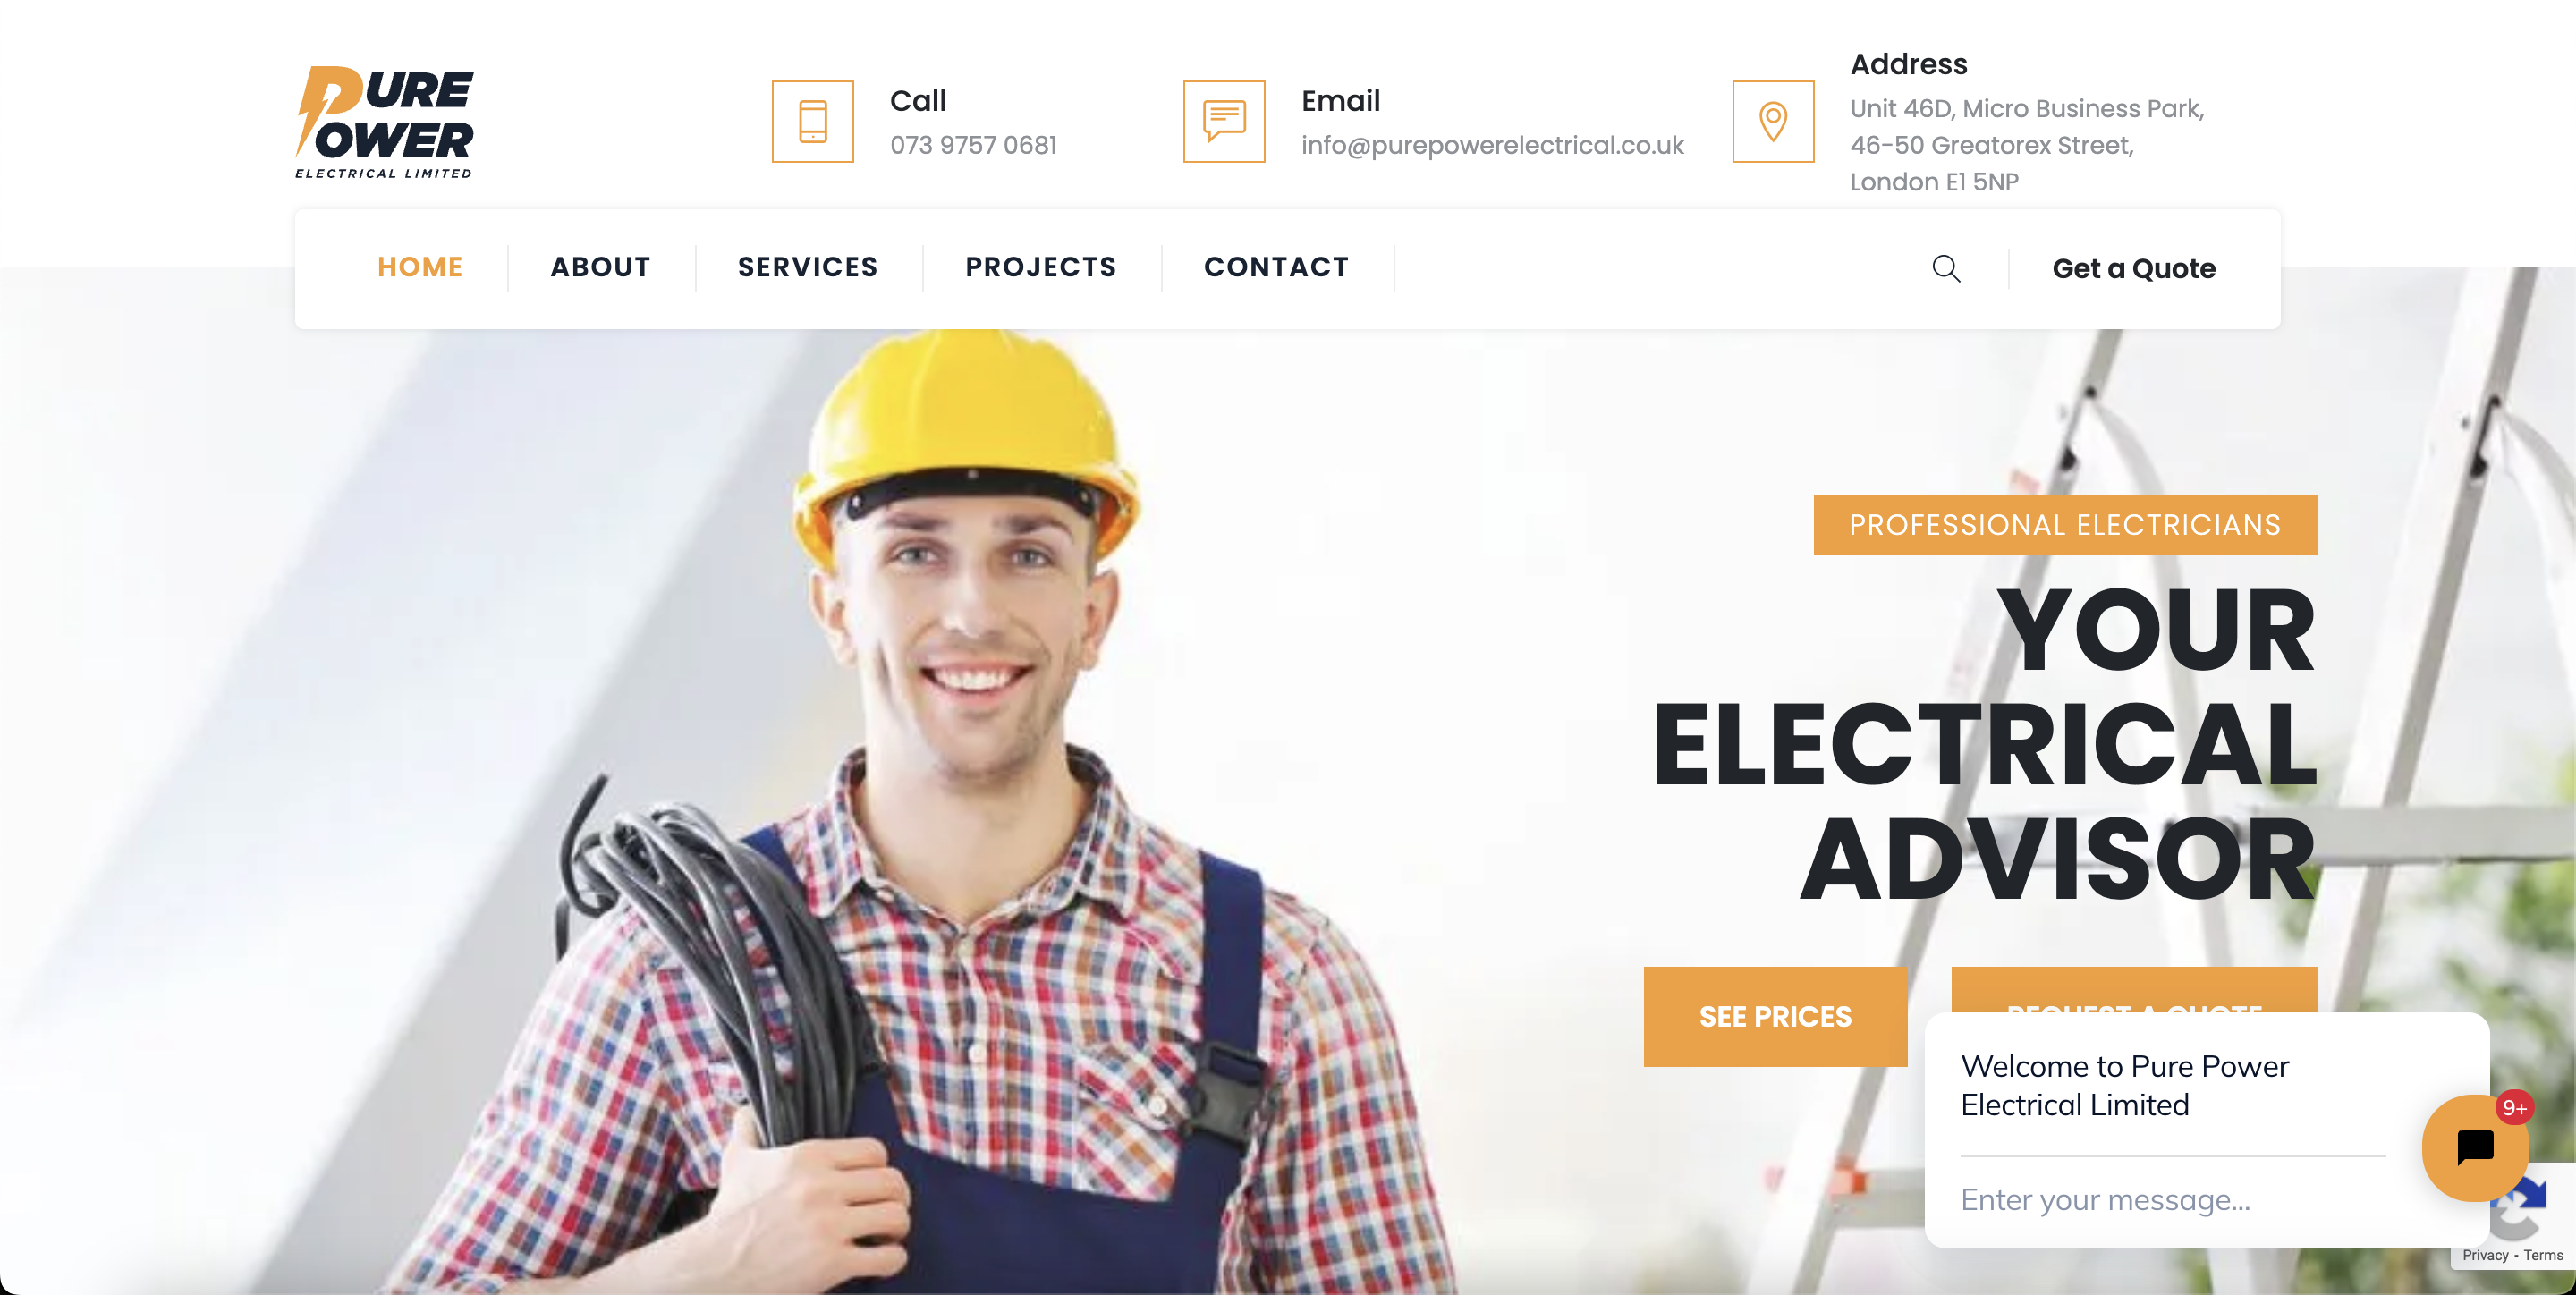 PURE
POWER
ELECTRICAL LIMITED
Call
073 9757 0681
Email
info@purepowerelectrical.co.uk
Address
Unit 46D, Micro Business Park,
46-50 Greatorex Street,
London E1 5NP
HOME
ABOUT
SERVICES
PROJECTS
CONTACT
Get a Quote
PROFESSIONAL ELECTRICIANS
YOUR
ELECTRICAL
ADVISOR
SEE PRICES
REQUEST A QUOTE
Welcome to Pure Power
Electrical Limited
9+
Enter your message...
Privacy - Terms